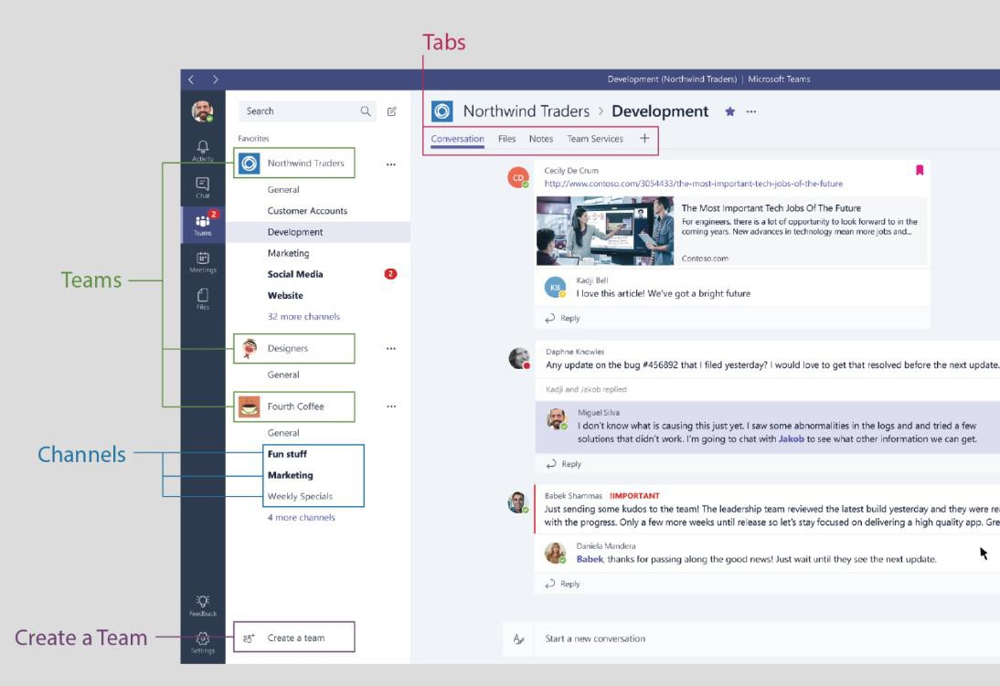 Tabs
Development (Northwind Traders) | Microsoft Teams
Search
Northwind Traders > Development
Favorites
Conversation Files Notes Team Services
Activity
Chat
2
Teams
Meetings
Files
Northwind Traders
General
Customer Accounts
Development
Marketing
Social Media 2
Website
32 more channels
Designers
General
Fourth Coffee
General
Fun stuff
Marketing
Weekly Specials
4 more channels
Teams
Channels
Create a Team
Feedback
Settings
Create a team
CD
Cecily De Crum
http://www.contoso.com/3054433/the-most-important-tech-jobs-of-the-future
The Most Important Tech Jobs Of The Future
For engineers, there is a lot of opportunity to look forward to in the
coming years. New advances in technology mean more jobs and...
Contoso.com
KB
Kadji Bell
I love this article! We've got a bright future
Reply
Daphne Knowles
Any update on the bug #456892 that I filed yesterday? I would love to get that resolved before the next update.
Kadji and Jakob replied
Miguel Silva
I don't know what is causing this just yet. I saw some abnormalities in the logs and and tried a few
solutions that didn't work. I'm going to chat with Jakob to see what other information we can get.
Reply
Babek Shammas !!IMPORTANT
Just sending some kudos to the team! The leadership team reviewed the latest build yesterday and they were rea
with the progress. Only a few more weeks until release so let's stay focused on delivering a high quality app. Gre
Daniela Mandera
Babek, thanks for passing along the good news! Just wait until they see the next update.
Reply
Start a new conversation